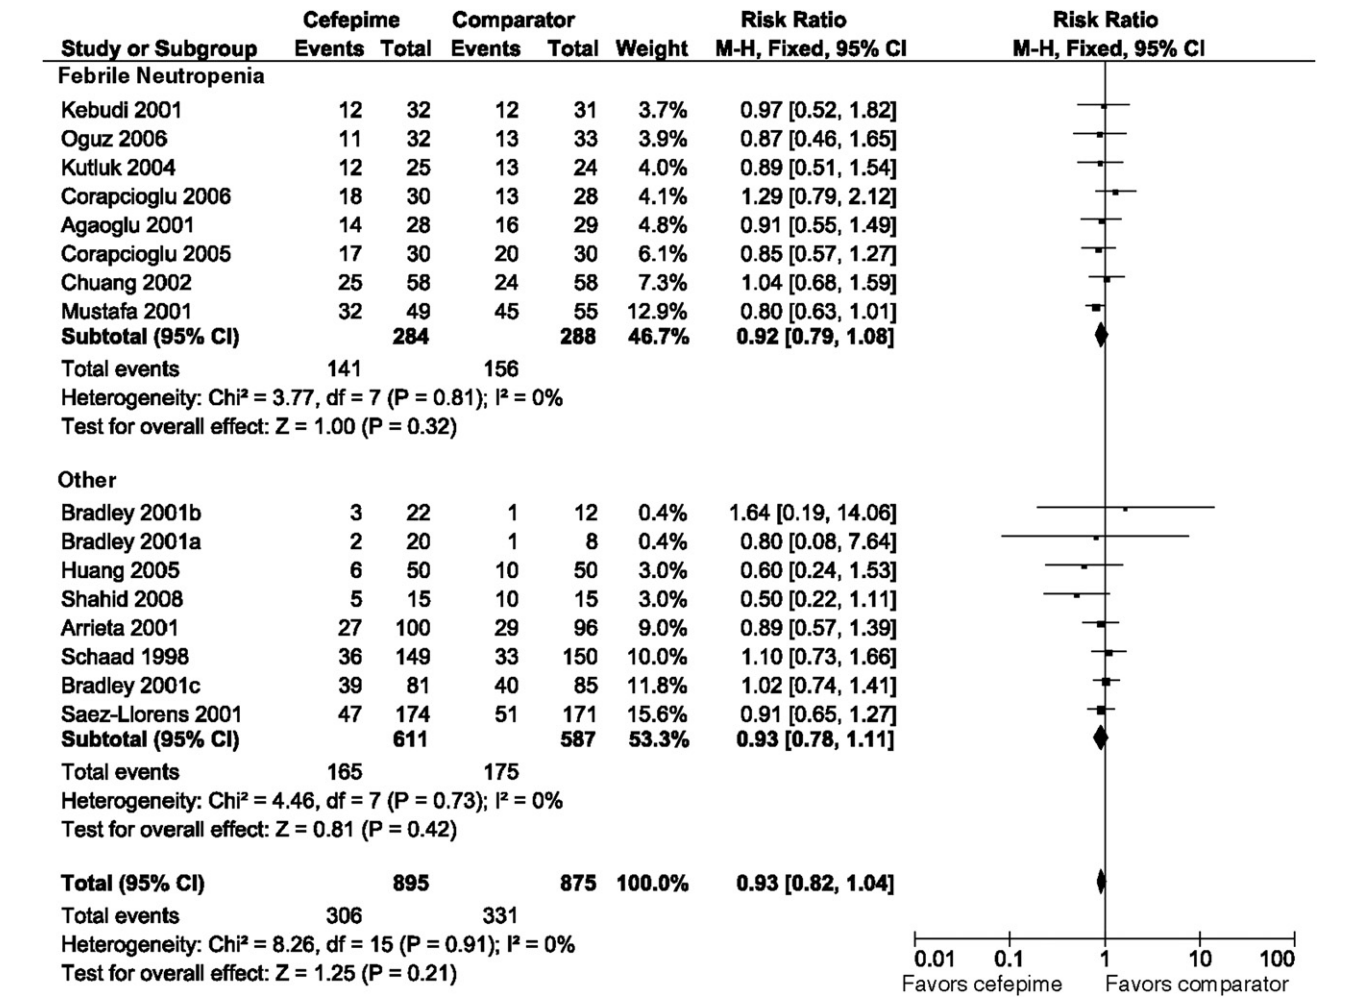 Cefepime Comparator Risk Ratio Risk Ratio
Study or Subgroup Events Total Events Total Weight M-H, Fixed, 95% CI M-H, Fixed, 95% CI
Febrile Neutropenia
Kebudi 2001 12 32 12 31 3.7% 0.97 [0.52, 1.82]
Oguz 2006 11 32 13 33 3.9% 0.87 [0.46, 1.65]
Kutluk 2004 12 25 13 24 4.0% 0.89 [0.51, 1.54]
Corapcioglu 2006 18 30 13 28 4.1% 1.29 [0.79, 2.12]
Agaoglu 2001 14 28 16 29 4.8% 0.91 [0.55, 1.49]
Corapcioglu 2005 17 30 20 30 6.1% 0.85 [0.57, 1.27]
Chuang 2002 25 58 24 58 7.3% 1.04 [0.68, 1.59]
Mustafa 2001 32 49 45 55 12.9% 0.80 [0.63, 1.01]
Subtotal (95% CI) 284 288 46.7% 0.92 [0.79, 1.08]
Total events 141 156
Heterogeneity: Chi² = 3.77, df = 7 (P = 0.81); I² = 0%
Test for overall effect: Z = 1.00 (P = 0.32)
Other
Bradley 2001b 3 22 1 12 0.4% 1.64 [0.19, 14.06]
Bradley 2001a 2 20 1 8 0.4% 0.80 [0.08, 7.64]
Huang 2005 6 50 10 50 3.0% 0.60 [0.24, 1.53]
Shahid 2008 5 15 10 15 3.0% 0.50 [0.22, 1.11]
Arrieta 2001 27 100 29 96 9.0% 0.89 [0.57, 1.39]
Schaad 1998 36 149 33 150 10.0% 1.10 [0.73, 1.66]
Bradley 2001c 39 81 40 85 11.8% 1.02 [0.74, 1.41]
Saez-Llorens 2001 47 174 51 171 15.6% 0.91 [0.65, 1.27]
Subtotal (95% CI) 611 587 53.3% 0.93 [0.78, 1.11]
Total events 165 175
Heterogeneity: Chi² = 4.46, df = 7 (P = 0.73); I² = 0%
Test for overall effect: Z = 0.81 (P = 0.42)
Total (95% CI) 895 875 100.0% 0.93 [0.82, 1.04]
Total events 306 331
Heterogeneity: Chi² = 8.26, df = 15 (P = 0.91); I² = 0%
Test for overall effect: Z = 1.25 (P = 0.21)
0.01 0.1 1 10 100
Favors cefepime Favors comparator